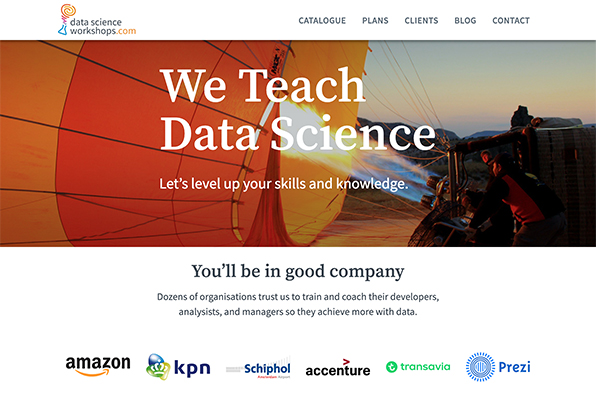 data science
workshops.com
CATALOGUE PLANS CLIENTS BLOG CONTACT
We Teach
Data Science
Let's level up your skills and knowledge.
You'll be in good company
Dozens of organisations trust us to train and coach their developers,
analysists, and managers so they achieve more with data.
amazon kpn Schiphol accenture transavia Prezi
Amsterdam Airport